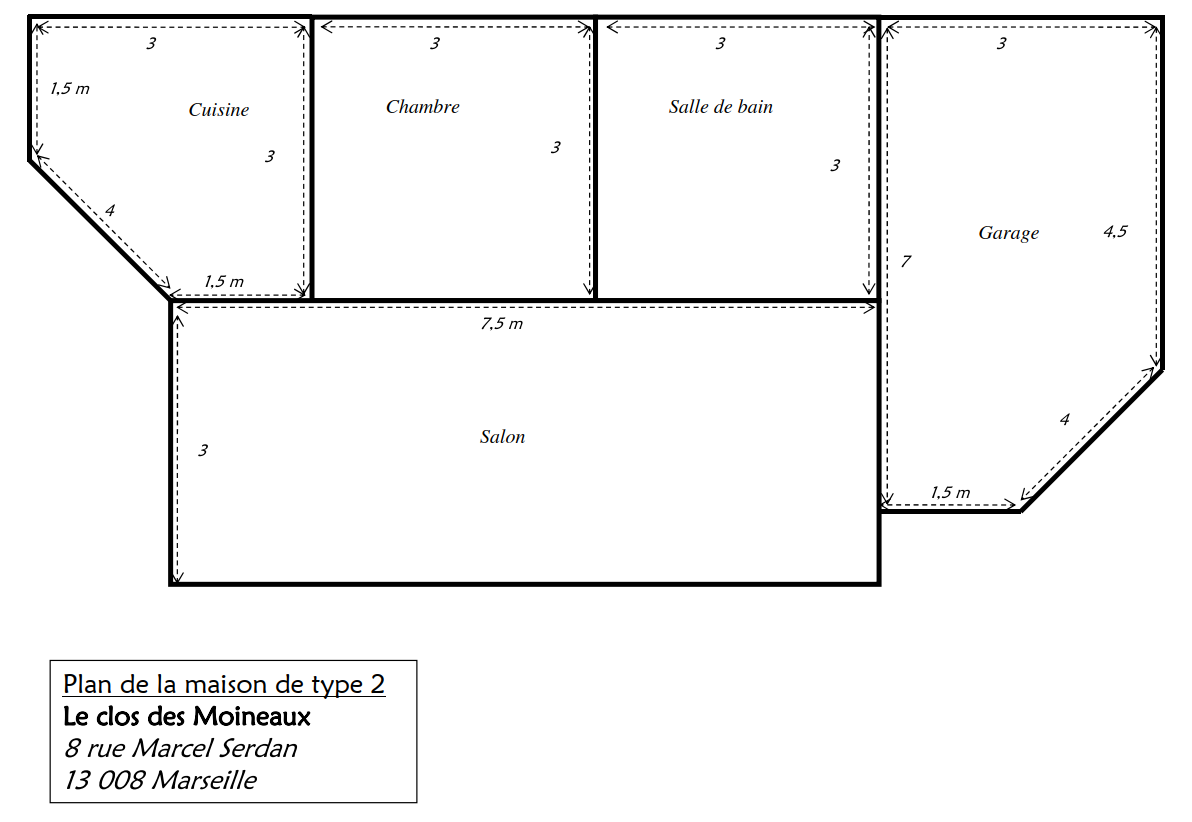 3
3
3
3
1,5 m
Cuisine
Chambre
Salle de bain
3
3
3
4
Garage
4,5
7
1,5 m
7,5 m
3
Salon
4
1,5 m
Plan de la maison de type 2
Le clos des Moineaux
8 rue Marcel Serdan
13 008 Marseille